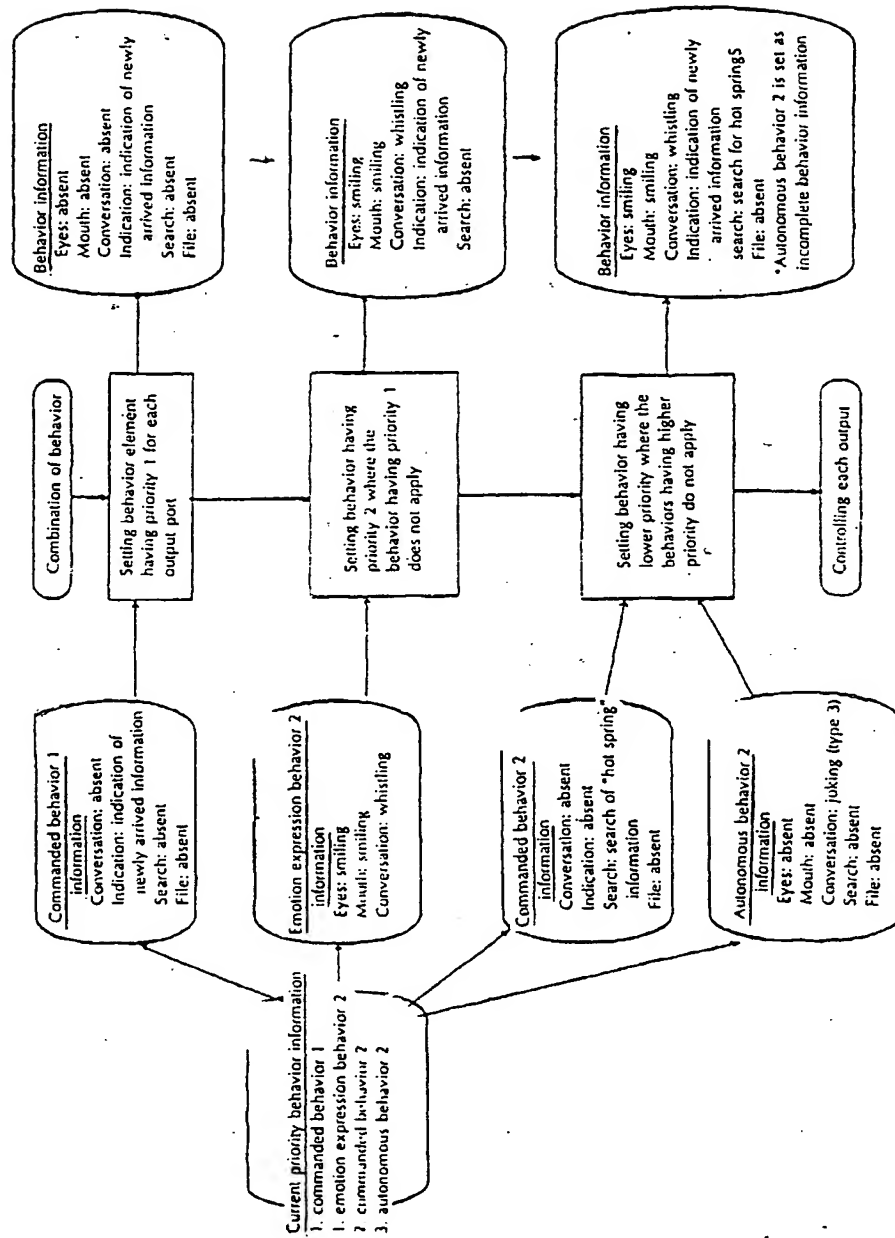 Current priority behavior information
1. commanded behavior 1
1. emotion expression behavior 2
2 commanded behavior 2
3. autonomous behavior 2
Commanded behavior 1
information
Conversation: absent
Indication: indication of
newly arrived information
Search: absent
File: absent
Emotion expression behavior 2
information
Eyes: smiling
Mouth: smiling
Conversation: whistling
Commanded behavior 2
information
Conversation: absent
Indication: absent
Search: search of "hot spring"
information
File: absent
Autonomous behavior 2
information
Eyes: absent
Mouth: absent
Conversation: juking (type 3)
Search: absent
File: absent
Combination of behavior
Setting behavior element
having priority 1 for each
output port
Setting behavior having
priority 2 where the
behavior having priority 1
does not apply
Setting behavior having
lower priority where the
behaviors having higher
priority do not apply
Controlling each output
Behavior information
Eyes: absent
Mouth: absent
Conversation: absent
Indication: indication of newly
arrived information
Search: absent
File: absent
Behavior information
Eyes: smiling
Mouth: smiling
Conversation: whistling
Indication: indication of newly
arrived information
Search: absent
Behavior information
Eyes: smiling
Mouth: smiling
Conversation: whistling
Indication: indication of newly
arrived information
search: search for hot springS
File: absent
*Autonomous behavior 2 is set as
incomplete behavior information